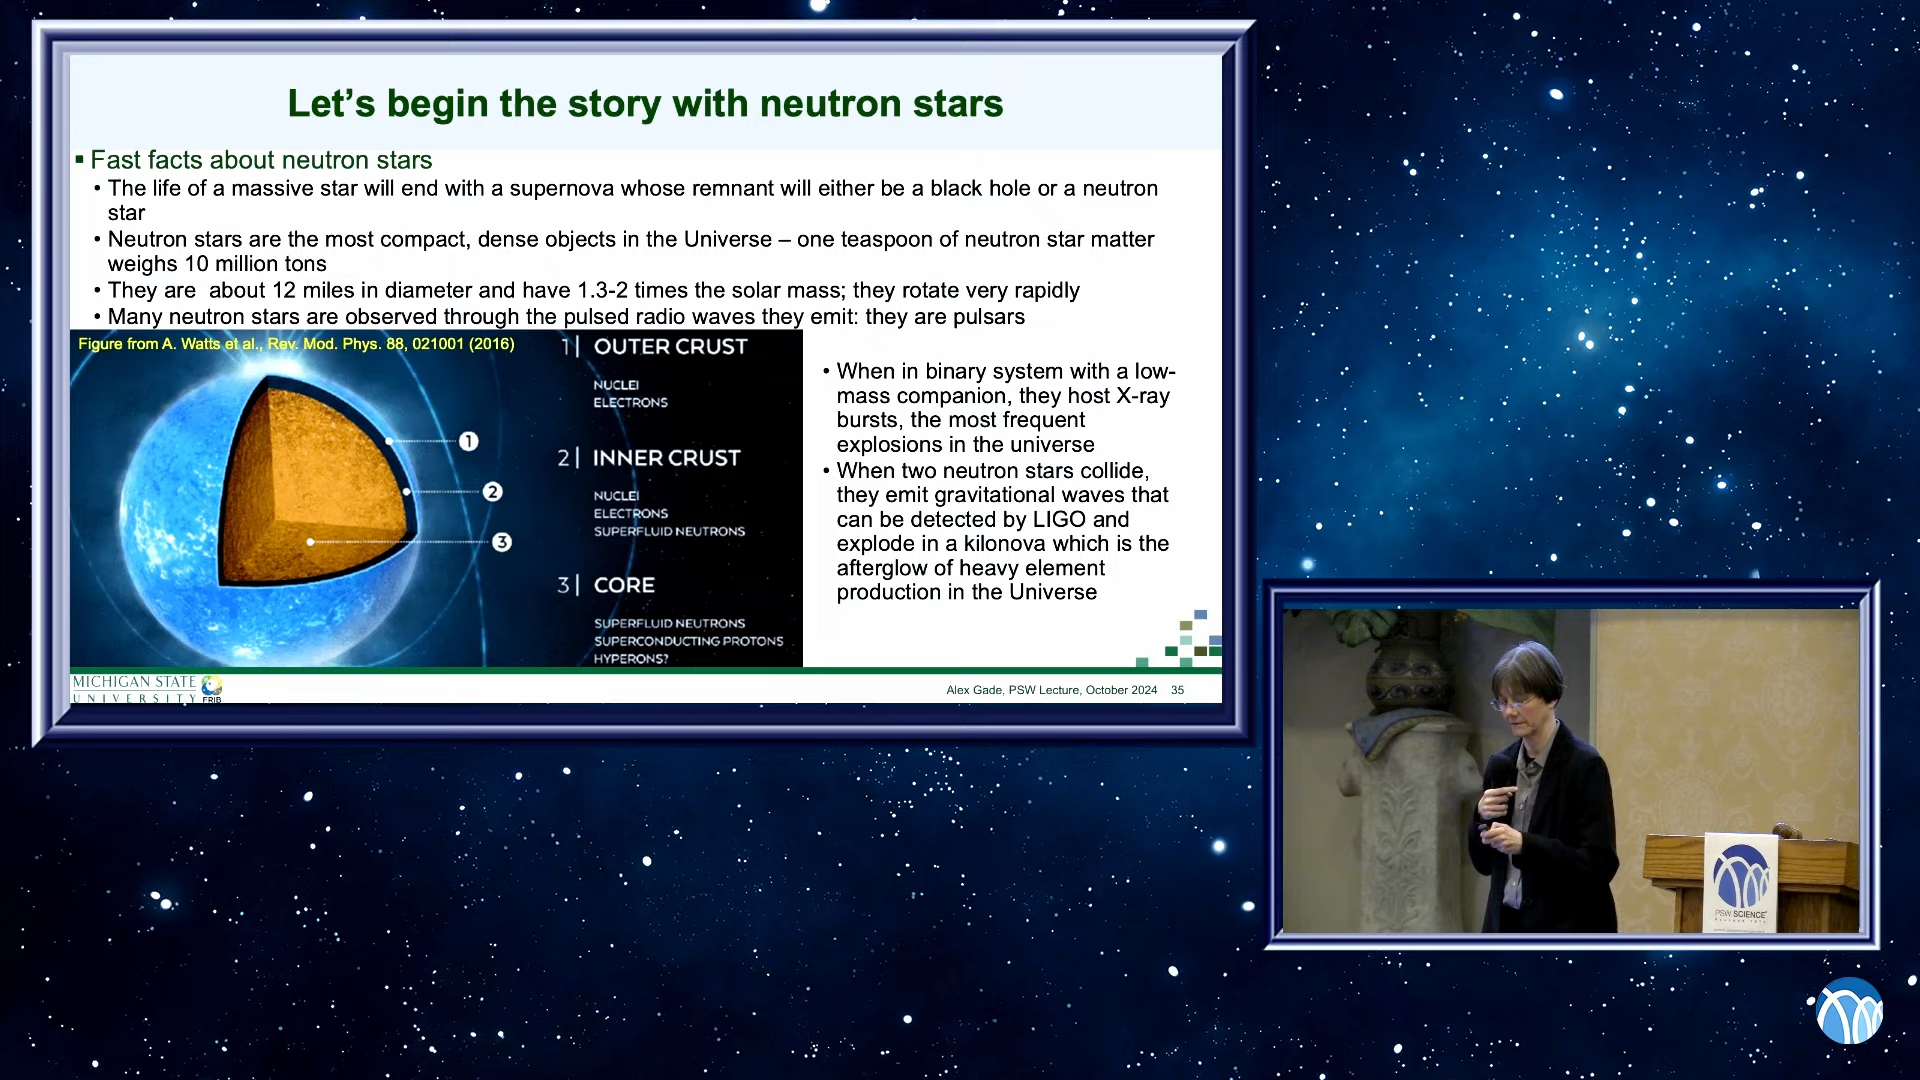 Let’s begin the story with neutron stars
▪ Fast facts about neutron stars
• The life of a massive star will end with a supernova whose remnant will either be a black hole or a neutron
star
• Neutron stars are the most compact, dense objects in the Universe – one teaspoon of neutron star matter
weighs 10 million tons
• They are  about 12 miles in diameter and have 1.3-2 times the solar mass; they rotate very rapidly
• Many neutron stars are observed through the pulsed radio waves they emit: they are pulsars
Figure from A. Watts et al., Rev. Mod. Phys. 88, 021001 (2016)
1
2
3
1| OUTER CRUST
NUCLEI
ELECTRONS
2| INNER CRUST
NUCLEI
ELECTRONS
SUPERFLUID NEUTRONS
3| CORE
SUPERFLUID NEUTRONS
SUPERCONDUCTING PROTONS
HYPERONS?
• When in binary system with a low-
mass companion, they host X-ray
bursts, the most frequent
explosions in the universe
• When two neutron stars collide,
they emit gravitational waves that
can be detected by LIGO and
explode in a kilonova which is the
afterglow of heavy element
production in the Universe
MICHIGAN STATE
UNIVERSITY
FRIB
Alex Gade, PSW Lecture, October 2024 35
PSW SCIENCE